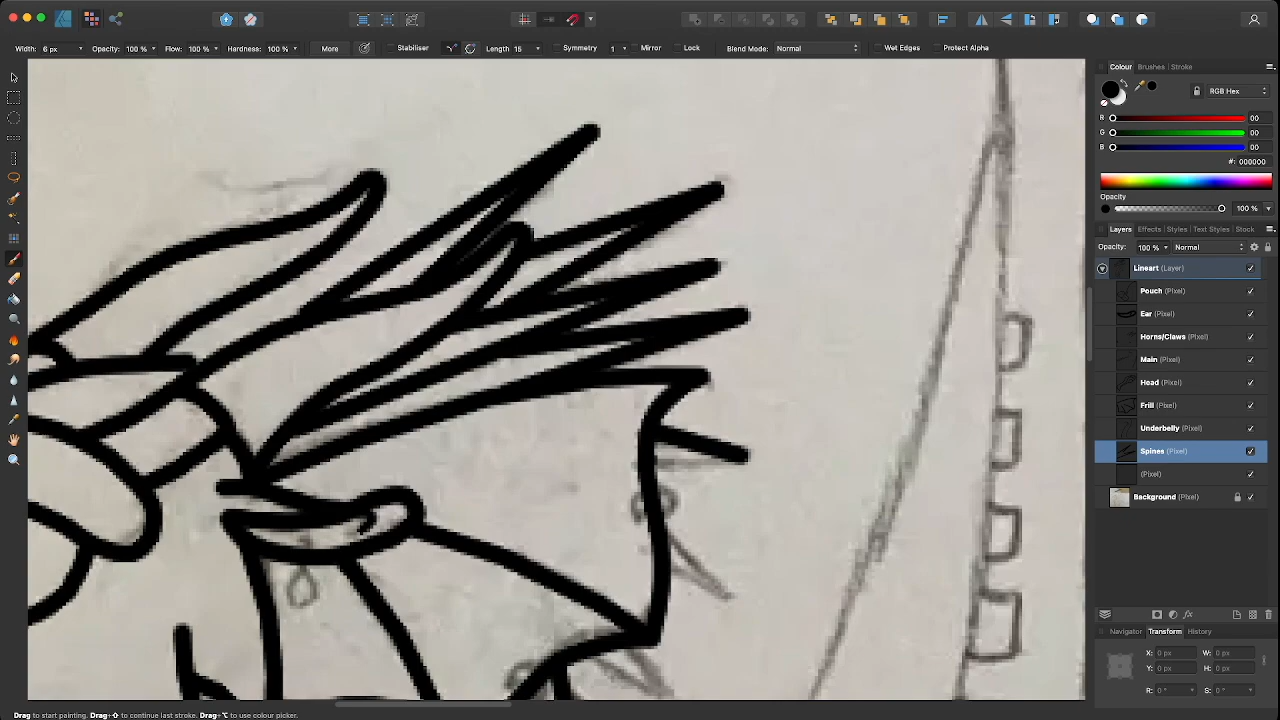 Width: 6 px Opacity: 100 % Flow: 100 % Hardness: 100 % More Stabiliser Length 15 Symmetry 1 Mirror Lock Blend Mode: Normal Wet Edges Protect Alpha
Colour Brushes Stroke
RGB Hex
R 00
G 00
B 00
#: 000000
Opacity
100 %
Layers Effects Styles Text Styles Stock
Opacity: 100 % Normal
Lineart (Layer)
Pouch (Pixel)
Ear (Pixel)
Horns/Claws (Pixel)
Main (Pixel)
Head (Pixel)
Frill (Pixel)
Underbelly (Pixel)
Spines (Pixel)
(Pixel)
Background (Pixel)
Navigator Transform History
X: 0 px W: 0 px
Y: 0 px H: 0 px
R: 0 ° S: 0 °
Drag to start painting. Drag+⇧ to continue last stroke. Drag+⌥ to use colour picker.